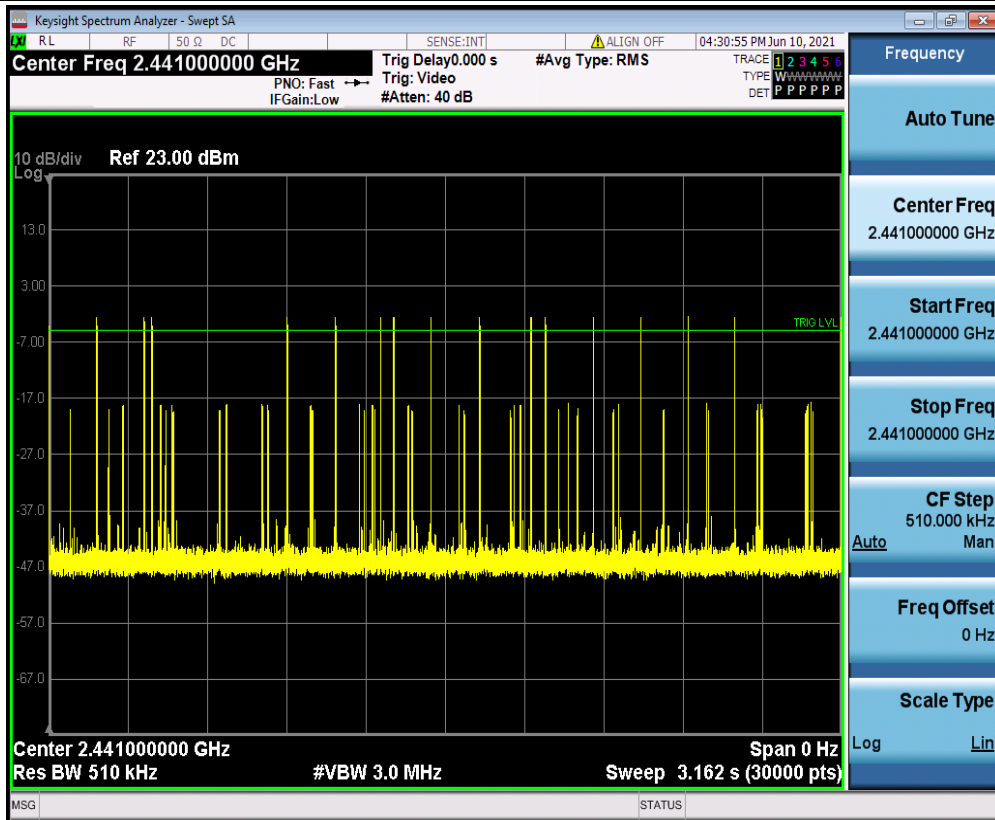 Keysight Spectrum Analyzer - Swept SA
LXI RL RF 50 Ω DC SENSE:INT ALIGN OFF 04:30:55 PM Jun 10, 2021
Center Freq 2.441000000 GHz
PNO: Fast
IFGain:Low
Trig Delay0.000 s
Trig: Video
#Atten: 40 dB
#Avg Type: RMS
TRACE 1 2 3 4 5 6
TYPE WWWWWW
DET P P P P P P
10 dB/div Ref 23.00 dBm
Log
13.0
3.00
TRIG LVL
-7.00
-17.0
-27.0
-37.0
-47.0
-57.0
-67.0
Center 2.441000000 GHz Span 0 Hz
Res BW 510 kHz #VBW 3.0 MHz Sweep 3.162 s (30000 pts)
MSG STATUS
Frequency
Auto Tune
Center Freq
2.441000000 GHz
Start Freq
2.441000000 GHz
Stop Freq
2.441000000 GHz
CF Step
510.000 kHz
Auto Man
Freq Offset
0 Hz
Scale Type
Log Lin